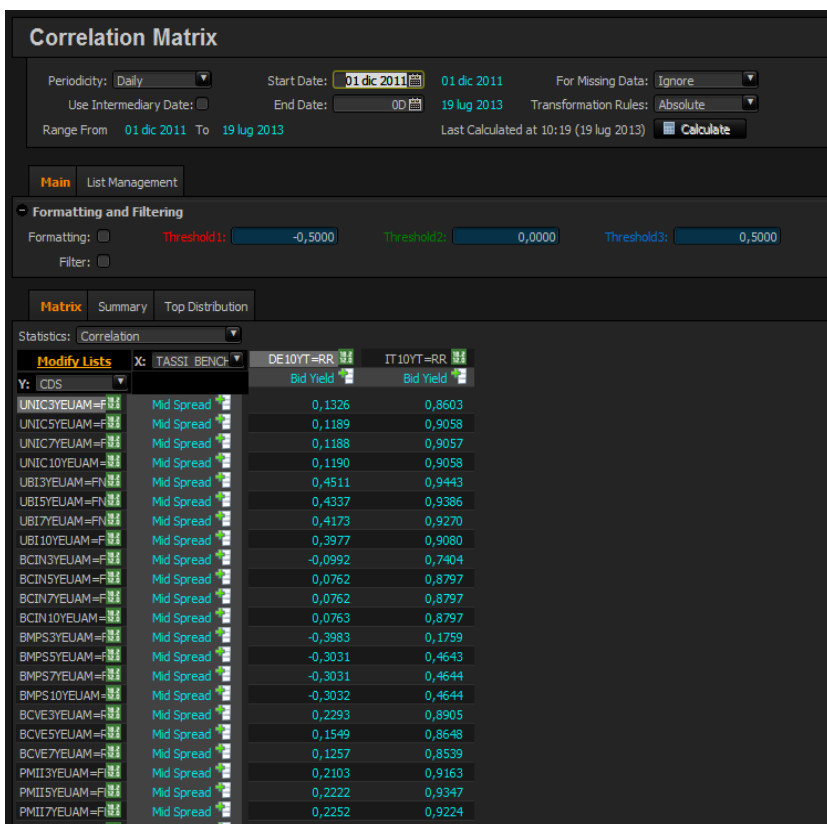 Correlation Matrix
Periodicity: Daily Start Date: 01 dic 2011 01 dic 2011 For Missing Data: Ignore
Use Intermediary Date: End Date: 0D 19 lug 2013 Transformation Rules: Absolute
Range From 01 dic 2011 To 19 lug 2013 Last Calculated at 10:19 (19 lug 2013) Calculate
Main List Management
Formatting and Filtering
Formatting: Threshold1: -0,5000 Threshold2: 0,0000 Threshold3: 0,5000
Filter:
Matrix Summary Top Distribution
Statistics: Correlation
Modify Lists X: TASSI BENCH DE10YT=RR IT10YT=RR
Y: CDS Bid Yield Bid Yield
UNIC3YEUAM=F Mid Spread 0,1326 0,8603
UNIC5YEUAM=F Mid Spread 0,1189 0,9058
UNIC7YEUAM=F Mid Spread 0,1188 0,9057
UNIC10YEUAM= Mid Spread 0,1190 0,9058
UBI3YEUAM=FN Mid Spread 0,4511 0,9443
UBI5YEUAM=FN Mid Spread 0,4337 0,9386
UBI7YEUAM=FN Mid Spread 0,4173 0,9270
UBI10YEUAM=F Mid Spread 0,3977 0,9080
BCIN3YEUAM=F Mid Spread -0,0992 0,7404
BCIN5YEUAM=F Mid Spread 0,0762 0,8797
BCIN7YEUAM=F Mid Spread 0,0762 0,8797
BCIN10YEUAM= Mid Spread 0,0763 0,8797
BMPS3YEUAM=F Mid Spread -0,3983 0,1759
BMPS5YEUAM=F Mid Spread -0,3031 0,4643
BMPS7YEUAM=F Mid Spread -0,3031 0,4644
BMPS10YEUAM= Mid Spread -0,3032 0,4644
BCVE3YEUAM=R Mid Spread 0,2293 0,8905
BCVE5YEUAM=R Mid Spread 0,1549 0,8648
BCVE7YEUAM=R Mid Spread 0,1257 0,8539
PMII3YEUAM=F Mid Spread 0,2103 0,9163
PMII5YEUAM=F Mid Spread 0,2222 0,9347
PMII7YEUAM=F Mid Spread 0,2252 0,9224